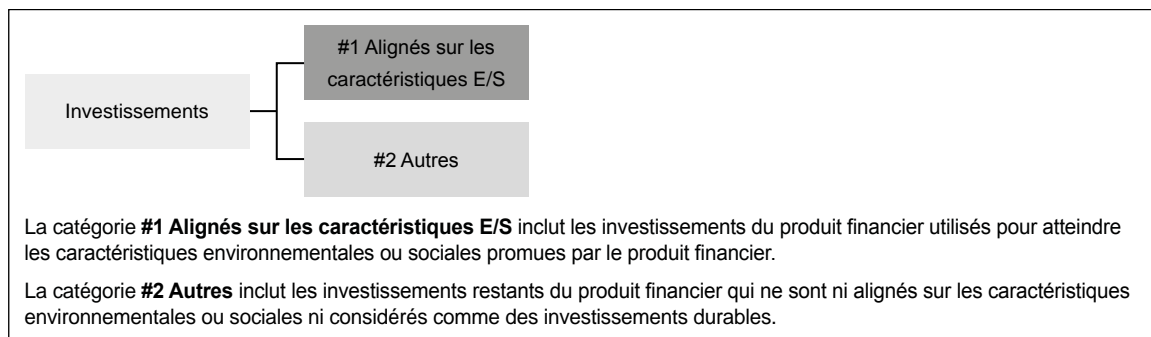 #1 Alignés sur les
caractéristiques E/S
Investissements
#2 Autres
La catégorie #1 Alignés sur les caractéristiques E/S inclut les investissements du produit financier utilisés pour atteindre
les caractéristiques environnementales ou sociales promues par le produit financier.
La catégorie #2 Autres inclut les investissements restants du produit financier qui ne sont ni alignés sur les caractéristiques
environnementales ou sociales ni considérés comme des investissements durables.